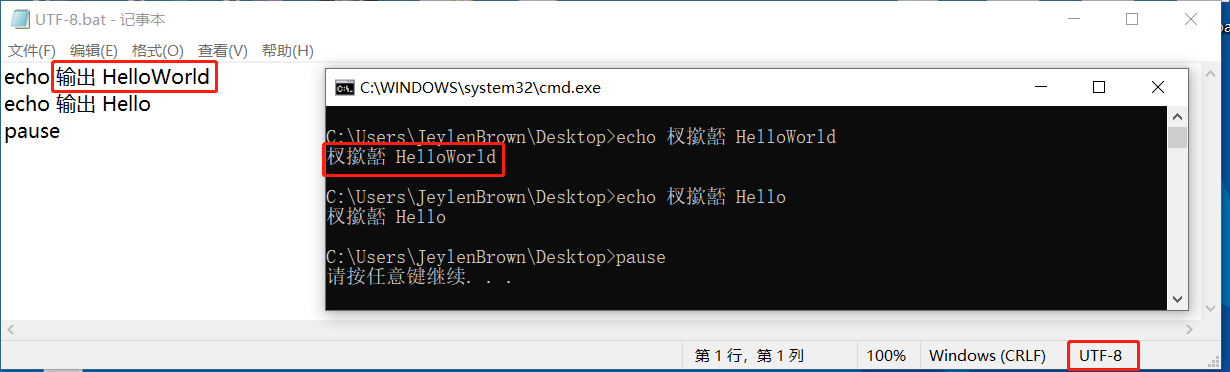 UTF-8.bat - 记事本
文件(F) 编辑(E) 格式(O) 查看(V) 帮助(H)
echo 输出 HelloWorld
echo 输出 Hello
pause
C:\WINDOWS\system32\cmd.exe
C:\Users\JeylenBrown\Desktop>echo 杈撳嚭 HelloWorld
杈撳嚭 HelloWorld
C:\Users\JeylenBrown\Desktop>echo 杈撳嚭 Hello
杈撳嚭 Hello
C:\Users\JeylenBrown\Desktop>pause
请按任意键继续. . .
第 1 行，第 1 列 100% Windows (CRLF) UTF-8